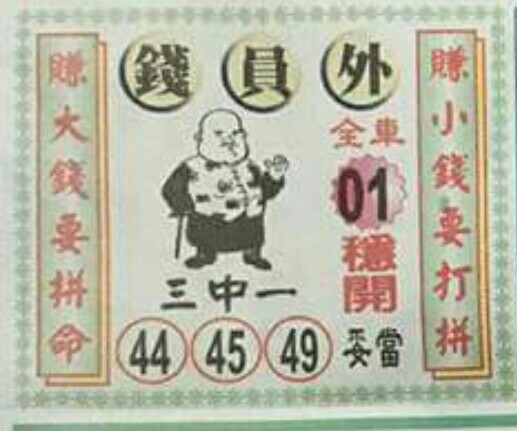 外員錢
賺小錢要打拼
賺大錢要拼命
全車
01
穩開
三中一
44 45 49 妥當